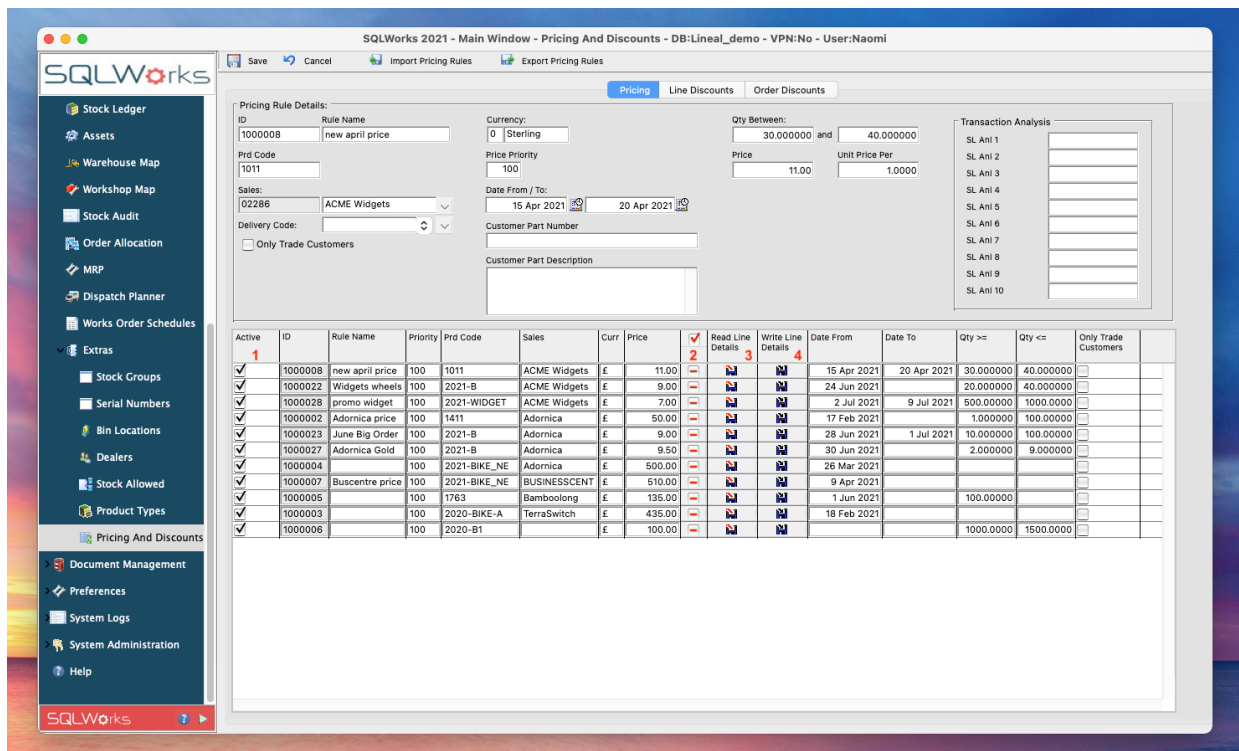 SQLWorks 2021 - Main Window - Pricing And Discounts - DB:Lineal_demo - VPN:No - User:Naomi
SQLWorks
Save Cancel Import Pricing Rules Export Pricing Rules
Stock Ledger
Assets
Warehouse Map
Workshop Map
Stock Audit
Order Allocation
MRP
Dispatch Planner
Works Order Schedules
Extras
Stock Groups
Serial Numbers
Bin Locations
Dealers
Stock Allowed
Product Types
Pricing And Discounts
Document Management
Preferences
System Logs
System Administration
Help
SQLWorks
Pricing Line Discounts Order Discounts
Pricing Rule Details:
ID Rule Name
1000008 new april price
Prd Code
1011
Sales:
02286 ACME Widgets
Delivery Code:
Only Trade Customers
Currency:
0 Sterling
Price Priority
100
Date From / To:
15 Apr 2021 20 Apr 2021
Customer Part Number
Customer Part Description
Qty Between:
30.000000 and 40.000000
Price Unit Price Per
11.00 1.0000
Transaction Analysis
SL Anl 1
SL Anl 2
SL Anl 3
SL Anl 4
SL Anl 5
SL Anl 6
SL Anl 7
SL Anl 8
SL Anl 9
SL Anl 10
Active ID Rule Name Priority Prd Code Sales Curr Price Read Line Write Line Date From Date To Qty >= Qty <= Only Trade
Details Details Customers
1 2 3 4
1000008 new april price 100 1011 ACME Widgets £ 11.00 15 Apr 2021 20 Apr 2021 30.000000 40.000000
1000022 Widgets wheels 100 2021-B ACME Widgets £ 9.00 24 Jun 2021 20.000000 40.000000
1000028 promo widget 100 2021-WIDGET ACME Widgets £ 7.00 2 Jul 2021 9 Jul 2021 500.00000 1000.0000
1000002 Adornica price 100 1411 Adornica £ 50.00 17 Feb 2021 1.000000 100.00000
1000023 June Big Order 100 2021-B Adornica £ 9.00 28 Jun 2021 1 Jul 2021 10.000000 100.00000
1000027 Adornica Gold 100 2021-B Adornica £ 9.50 30 Jun 2021 2.000000 9.000000
1000004 100 2021-BIKE_NE Adornica £ 500.00 26 Mar 2021
1000007 Buscentre price 100 2021-BIKE_NE BUSINESSCENT £ 510.00 9 Apr 2021
1000005 100 1763 Bamboolong £ 135.00 1 Jun 2021 100.00000
1000003 100 2020-BIKE-A TerraSwitch £ 435.00 18 Feb 2021
1000006 100 2020-B1 £ 100.00 1000.0000 1500.0000